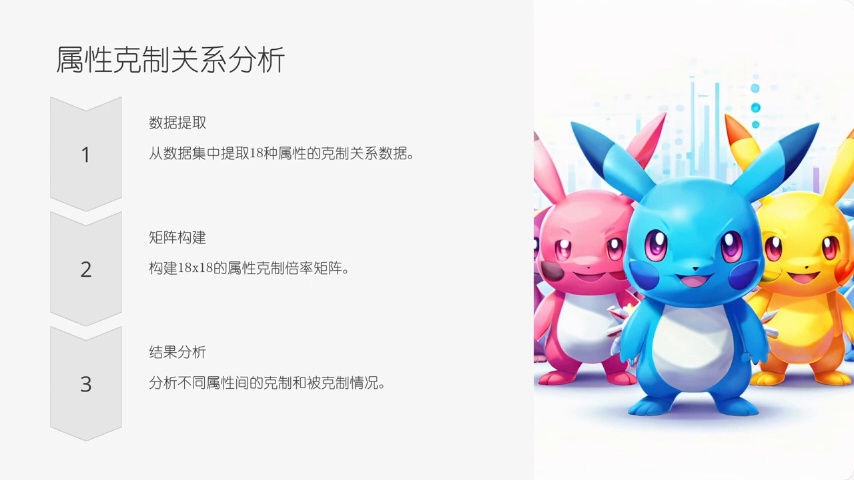 属性克制关系分析
1
数据提取
从数据集中提取18种属性的克制关系数据。
2
矩阵构建
构建18x18的属性克制倍率矩阵。
3
结果分析
分析不同属性间的克制和被克制情况。